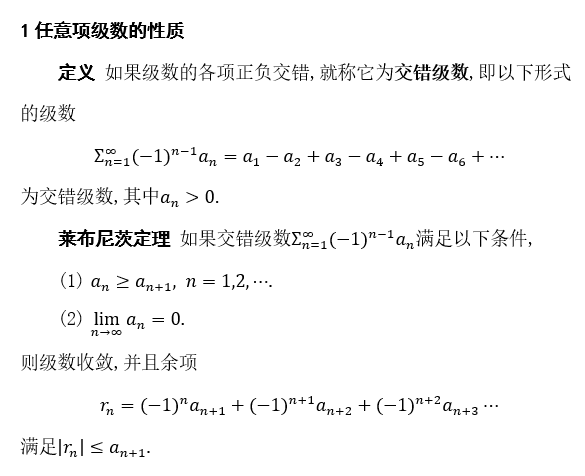 1 任意项级数的性质
定义 如果级数的各项正负交错,就称它为交错级数,即以下形式
的级数
Σ_{n=1}^{∞}(−1)^{n−1}a_n = a_1 − a_2 + a_3 − a_4 + a_5 − a_6 + ⋯
为交错级数,其中a_n > 0.
莱布尼茨定理 如果交错级数Σ_{n=1}^{∞}(−1)^{n−1}a_n满足以下条件,
(1) a_n ≥ a_{n+1}, n = 1,2,⋯.
(2) lim_{n→∞} a_n = 0.
则级数收敛,并且余项
r_n = (−1)^n a_{n+1} + (−1)^{n+1} a_{n+2} + (−1)^{n+2} a_{n+3} ⋯
满足|r_n| ≤ a_{n+1}.